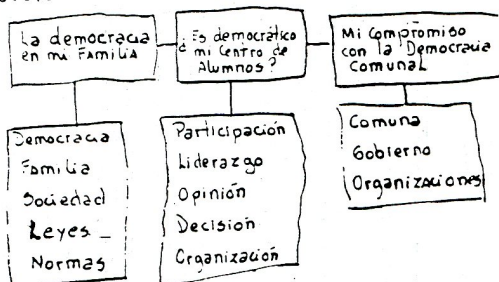 La democracia
en mi FamiLiA
¿Es democrático
mi Centro de
Alumnos?
Mi Compromiso
con la Democracia
ComunaL
Democracia
FamiLia
Sociedad
Leyes
Normas
Participación
Liderazgo
Opinión
Decisión
Organización
Comuna
Gobierno
Organizaciones